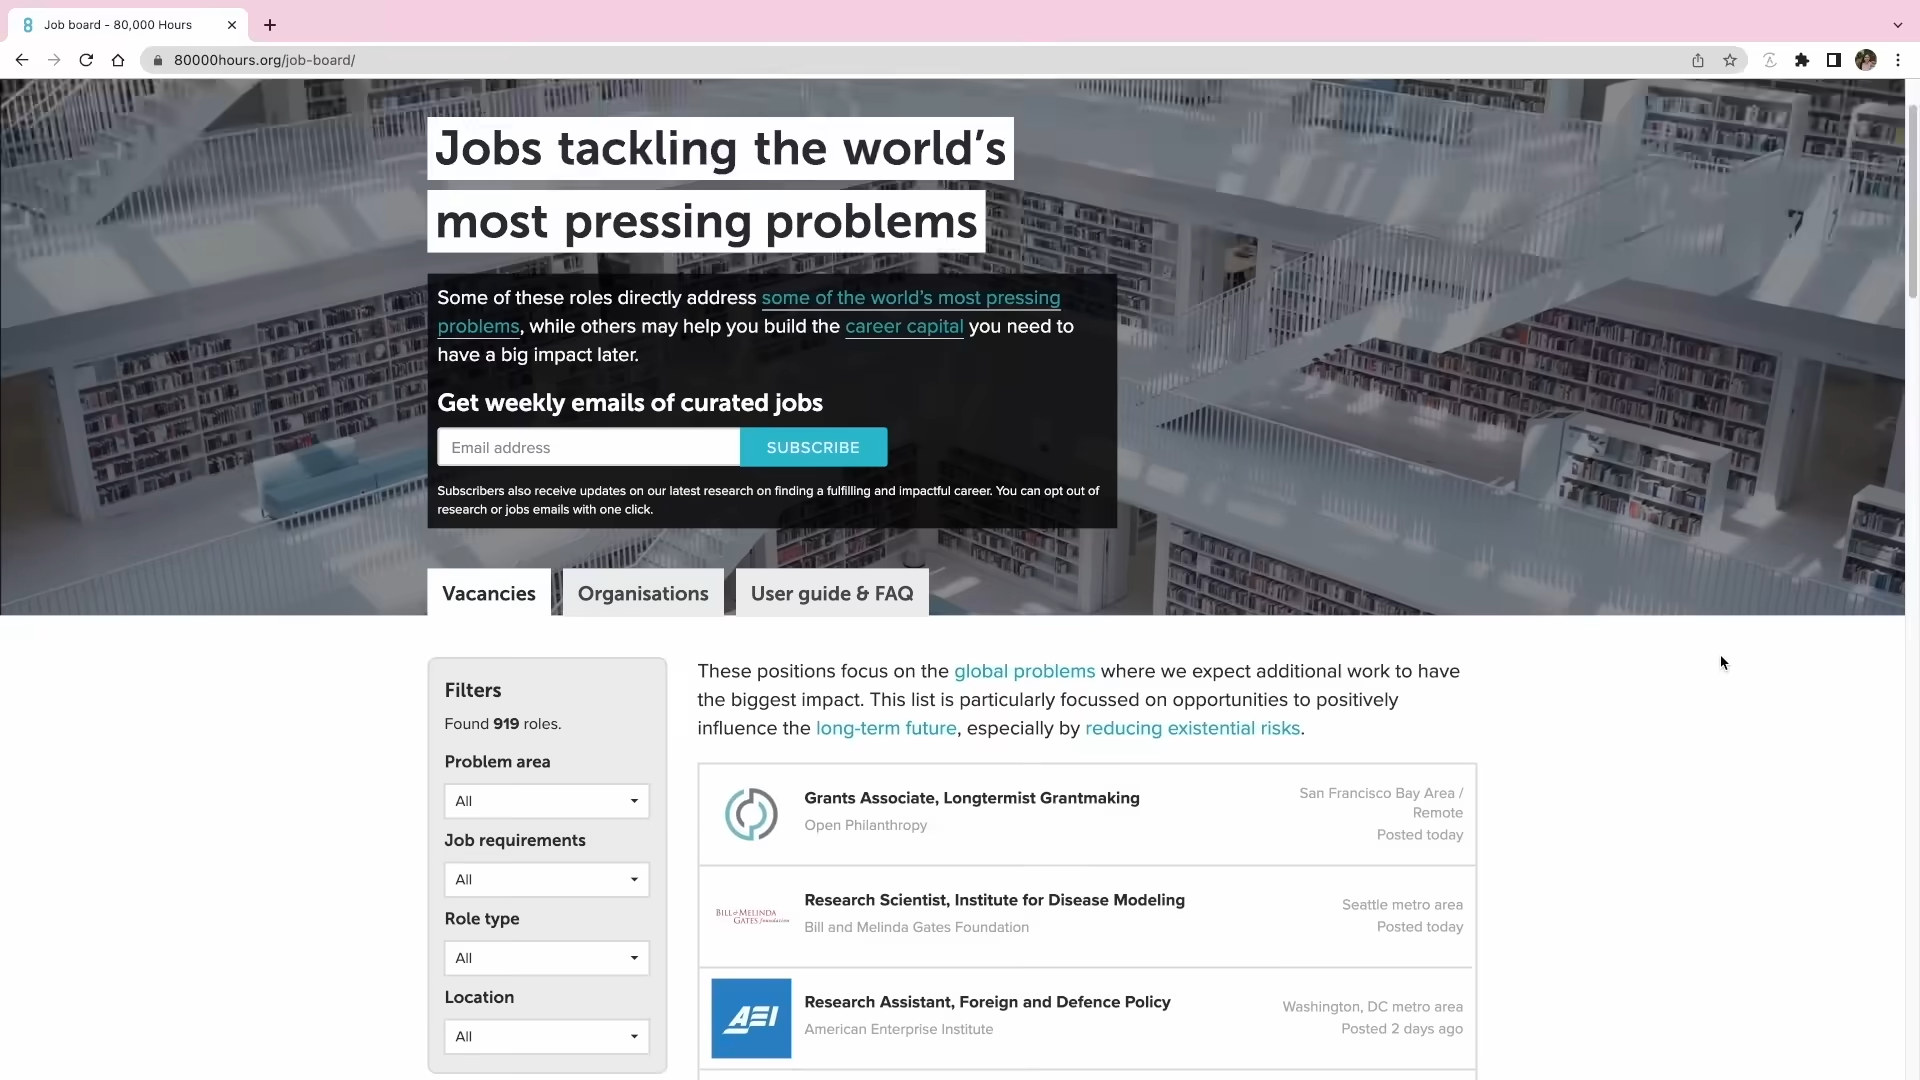 Job board - 80,000 Hours
80000hours.org/job-board/
Jobs tackling the world’s
most pressing problems
Some of these roles directly address some of the world’s most pressing
problems, while others may help you build the career capital you need to
have a big impact later.
Get weekly emails of curated jobs
Email address
SUBSCRIBE
Subscribers also receive updates on our latest research on finding a fulfilling and impactful career. You can opt out of
research or jobs emails with one click.
Vacancies
Organisations
User guide & FAQ
Filters
Found 919 roles.
Problem area
All
Job requirements
All
Role type
All
Location
All
These positions focus on the global problems where we expect additional work to have
the biggest impact. This list is particularly focussed on opportunities to positively
influence the long-term future, especially by reducing existential risks.
Grants Associate, Longtermist Grantmaking
Open Philanthropy
San Francisco Bay Area /
Remote
Posted today
BILL & MELINDA
GATES foundation
Research Scientist, Institute for Disease Modeling
Bill and Melinda Gates Foundation
Seattle metro area
Posted today
AEI
Research Assistant, Foreign and Defence Policy
American Enterprise Institute
Washington, DC metro area
Posted 2 days ago